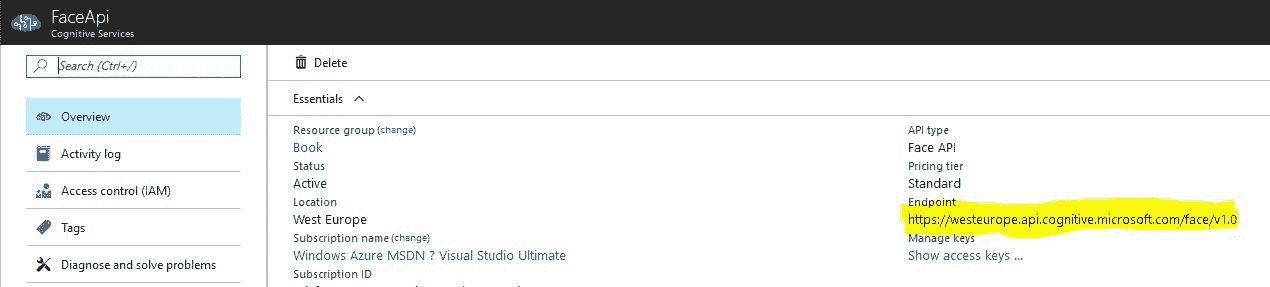 FaceApi
Cognitive Services
Search (Ctrl+/)
Overview
Activity log
Access control (IAM)
Tags
Diagnose and solve problems
Delete
Essentials
Resource group (change)
Book
Status
Active
Location
West Europe
Subscription name (change)
Windows Azure MSDN ? Visual Studio Ultimate
Subscription ID
API type
Face API
Pricing tier
Standard
Endpoint
https://westeurope.api.cognitive.microsoft.com/face/v1.0
Manage keys
Show access keys ...